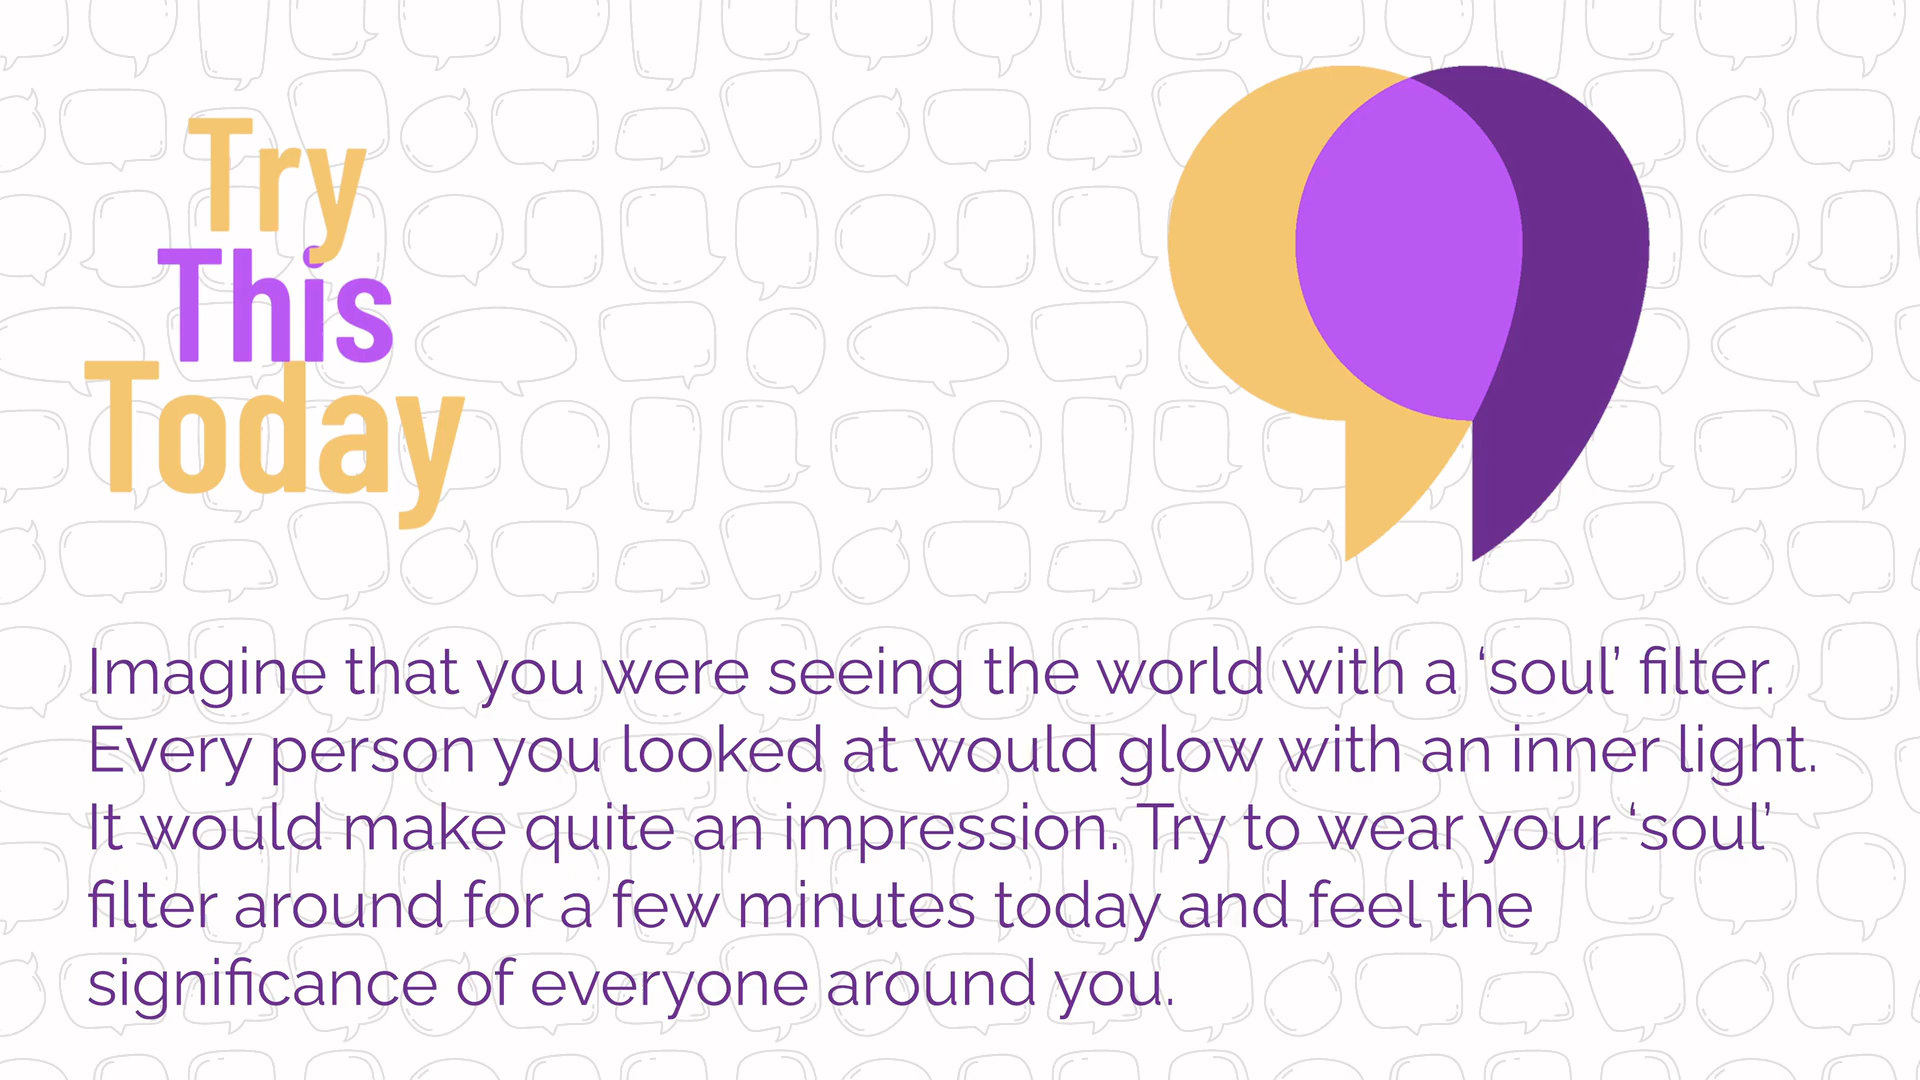 Try
This
Today
Imagine that you were seeing the world with a ‘soul’ filter.
Every person you looked at would glow with an inner light.
It would make quite an impression. Try to wear your ‘soul’
filter around for a few minutes today and feel the
significance of everyone around you.